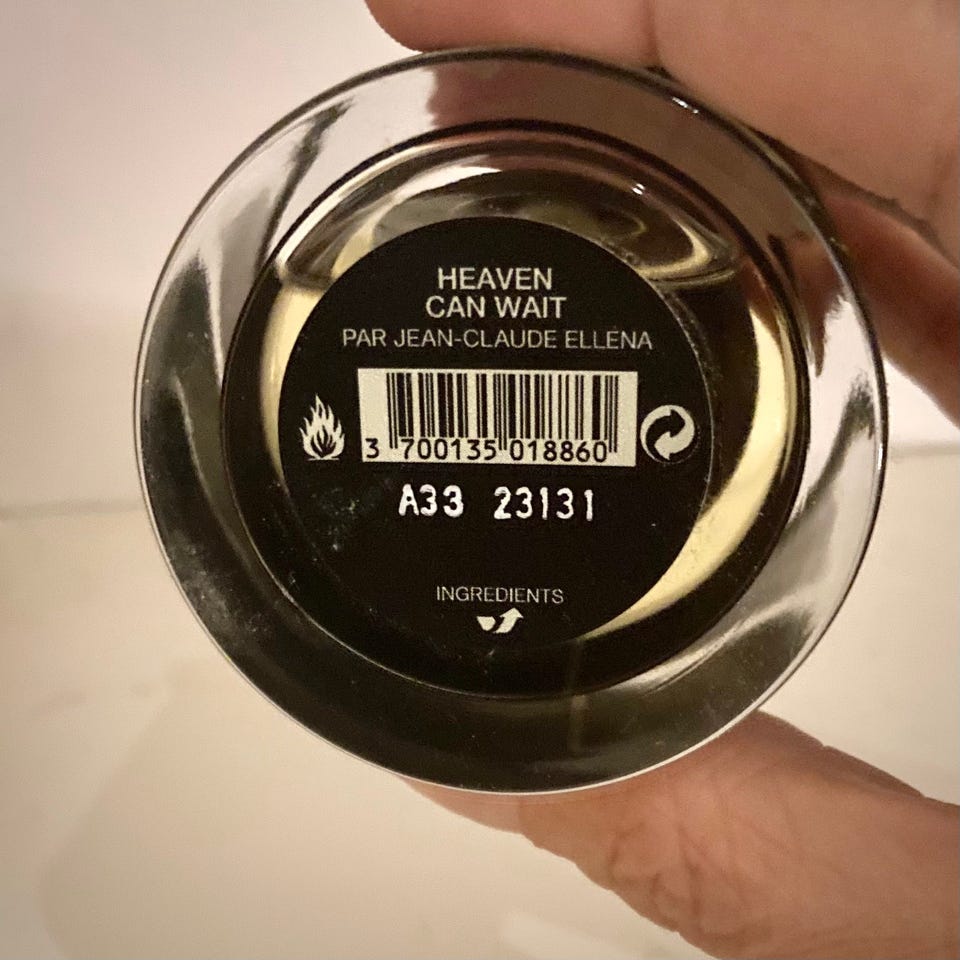 HEAVEN
CAN WAIT
PAR JEAN-CLAUDE ELLENA
3 700135 018860
A33 23131
INGREDIENTS